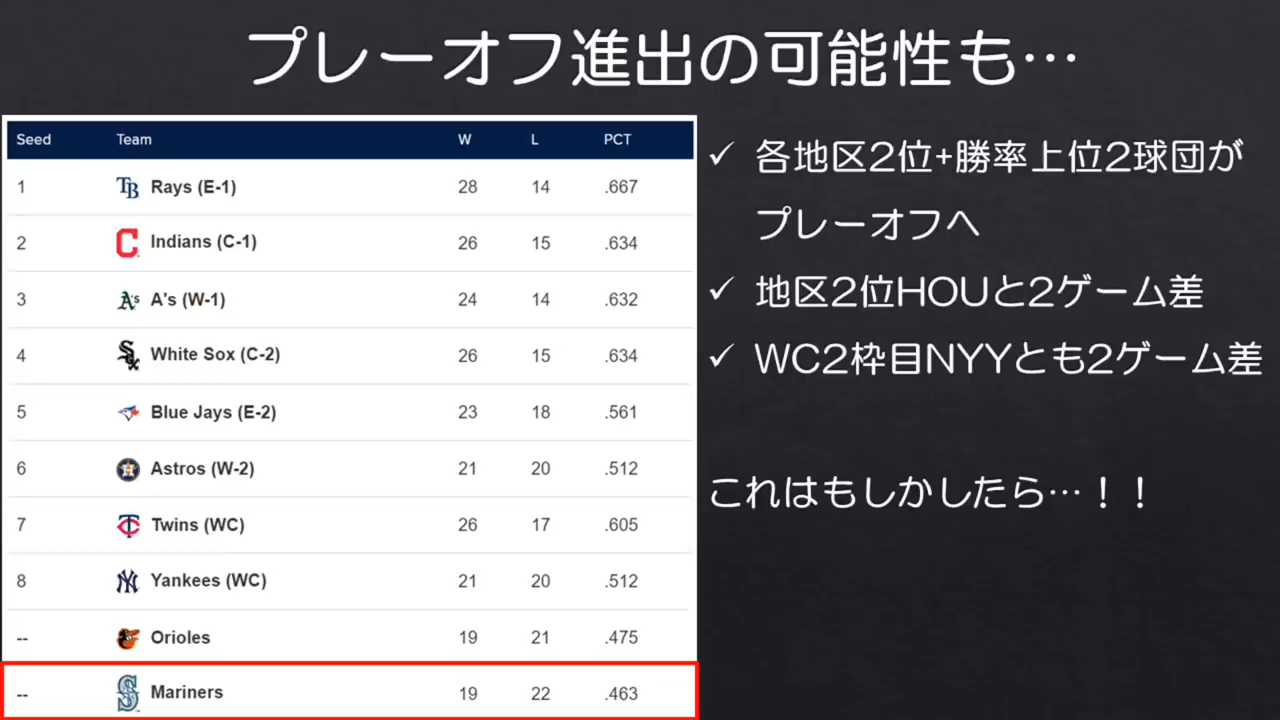 プレーオフ進出の可能性も…
Seed Team W L PCT
1 Rays (E-1) 28 14 .667
2 Indians (C-1) 26 15 .634
3 A's (W-1) 24 14 .632
4 White Sox (C-2) 26 15 .634
5 Blue Jays (E-2) 23 18 .561
6 Astros (W-2) 21 20 .512
7 Twins (WC) 26 17 .605
8 Yankees (WC) 21 20 .512
-- Orioles 19 21 .475
-- Mariners 19 22 .463
✓ 各地区2位+勝率上位2球団が
プレーオフへ
✓ 地区2位HOUと2ゲーム差
✓ WC2枠目NYYとも2ゲーム差
これはもしかしたら…！！